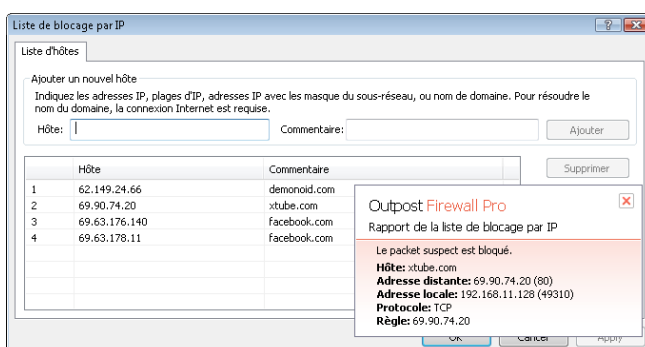 Liste de blocage par IP
Liste d'hôtes
Ajouter un nouvel hôte
Indiquez les adresses IP, plages d'IP, adresses IP avec les masque du sous-réseau, ou nom de domaine. Pour résoudre le
nom du domaine, la connexion Internet est requise.
Hôte: Commentaire: Ajouter
Hôte Commentaire Supprimer
1 62.149.24.66 demonoid.com
2 69.90.74.20 xtube.com
3 69.63.176.140 facebook.com
4 69.63.178.11 facebook.com
Outpost Firewall Pro
Rapport de la liste de blocage par IP
Le packet suspect est bloqué.
Hôte: xtube.com
Adresse distante: 69.90.74.20 (80)
Adresse locale: 192.168.11.128 (49310)
Protocole: TCP
Règle: 69.90.74.20
OK Cancel Apply